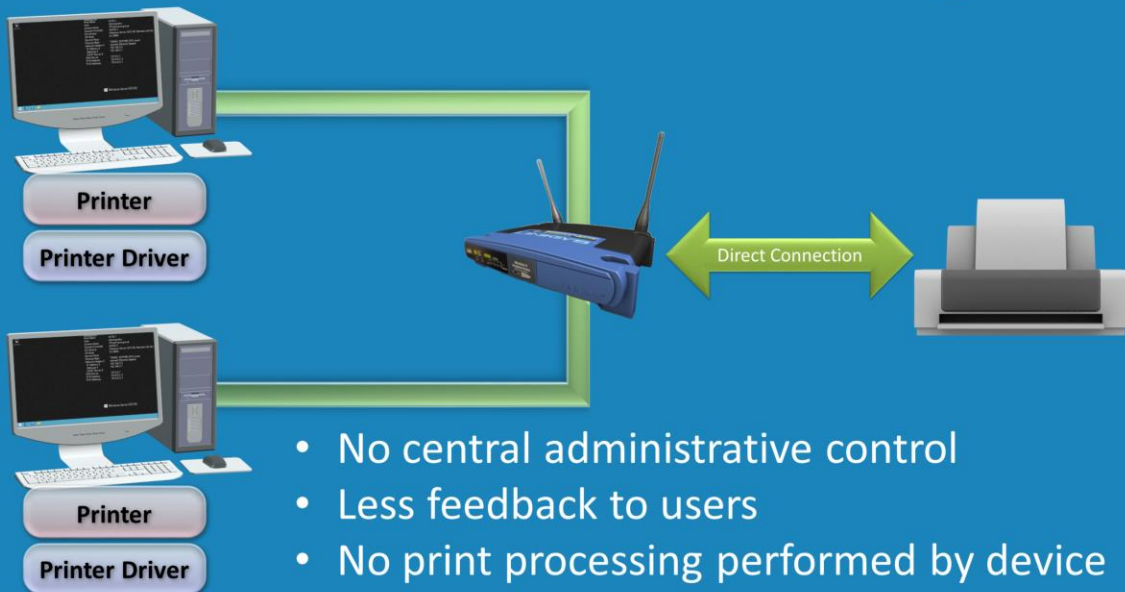 Printer
Printer Driver
Direct Connection
Printer
Printer Driver
• No central administrative control
• Less feedback to users
• No print processing performed by device